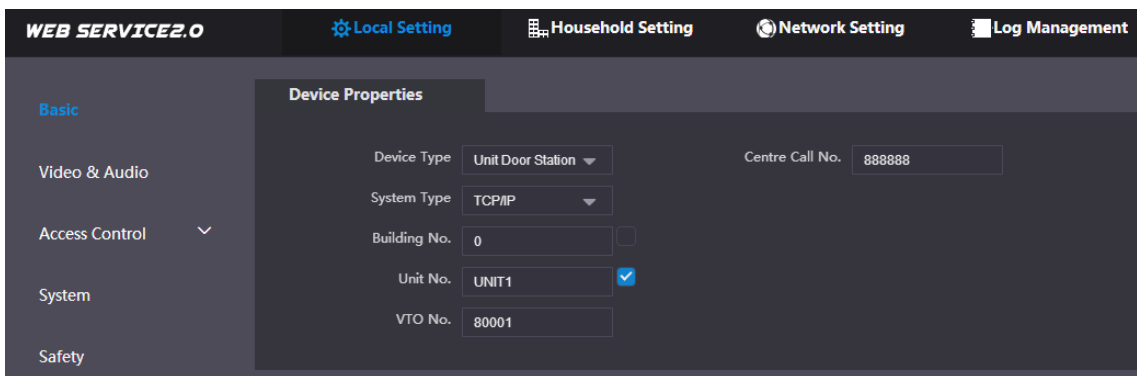 WEB SERVICE2.0 Local Setting Household Setting Network Setting Log Management
Basic
Video & Audio
Access Control
System
Safety
Device Properties
Device Type Unit Door Station Centre Call No. 888888
System Type TCP/IP
Building No. 0
Unit No. UNIT1
VTO No. 80001